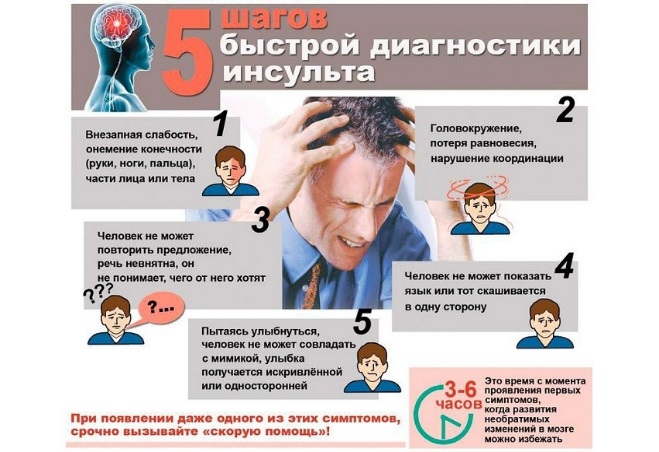 5 шагов
быстрой диагностики
инсульта
1
Внезапная слабость,
онемение конечности
(руки, ноги, пальца),
части лица или тела
2
Головокружение,
потеря равновесия,
нарушение координации
3
Человек не может
повторить предложение,
речь невнятна, он
не понимает, чего от него хотят
???
?...
4
Человек не может показать
язык или тот скашивается
в одну сторону
5
Пытаясь улыбнуться,
человек не может совладать
с мимикой, улыбка
получается искривлённой
или односторонней
При появлении даже одного из этих симптомов,
срочно вызывайте «скорую помощь»!
3-6
часов
Это время с момента
проявления первых
симптомов,
когда развития
необратимых
изменений в мозге
можно избежать